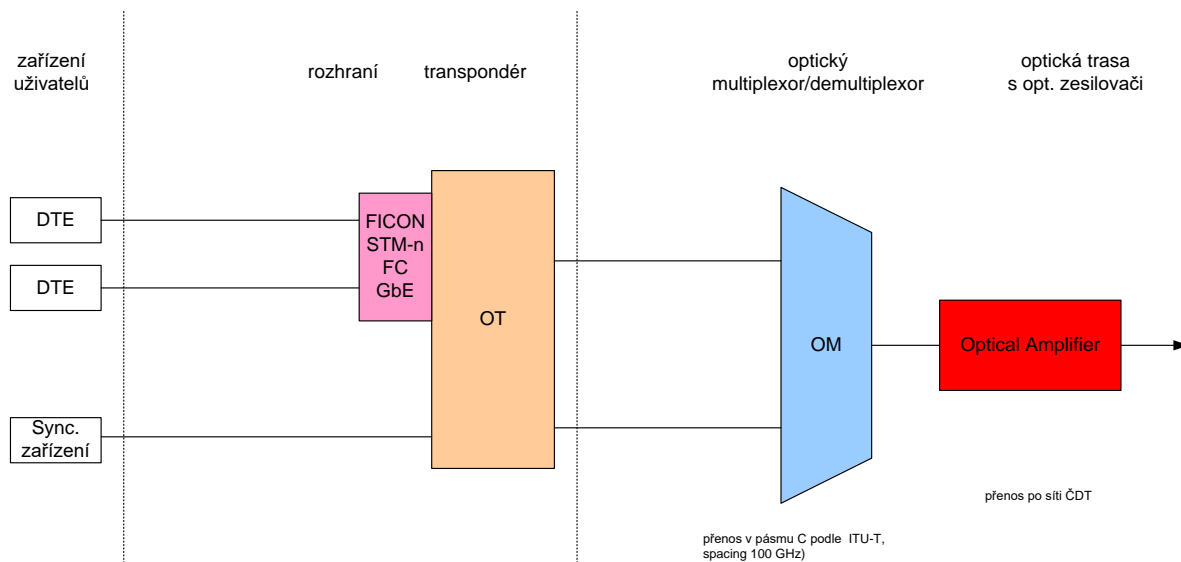 zařízení
uživatelů
rozhraní
transpondér
optický
multiplexor/demultiplexor
optická trasa
s opt. zesilovači
DTE
DTE
Sync.
zařízení
FICON
STM-n
FC
GbE
OT
OM
Optical Amplifier
přenos po síti ČDT
přenos v pásmu C podle ITU-T,
spacing 100 GHz)